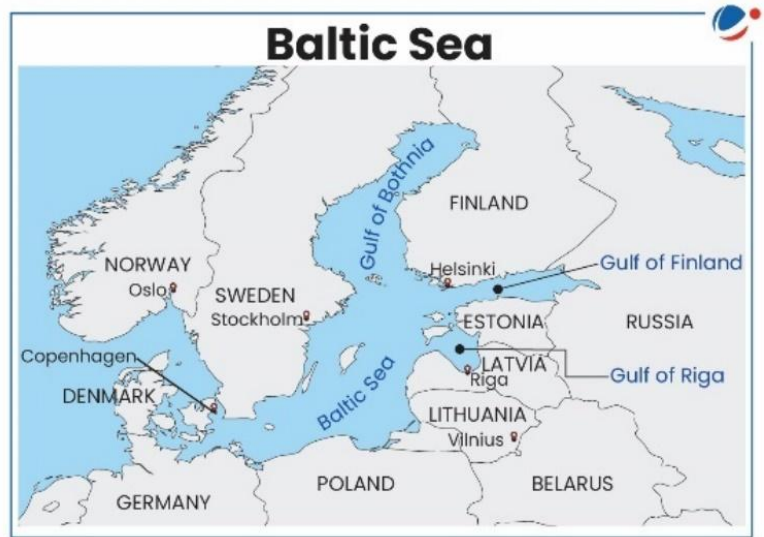 Baltic Sea
Gulf of Bothnia
FINLAND
NORWAY
Helsinki
Gulf of Finland
Oslo
SWEDEN
Stockholm
ESTONIA
RUSSIA
Copenhagen
LATVIA
Riga
Gulf of Riga
DENMARK
Baltic Sea
LITHUANIA
Vilnius
POLAND
BELARUS
GERMANY